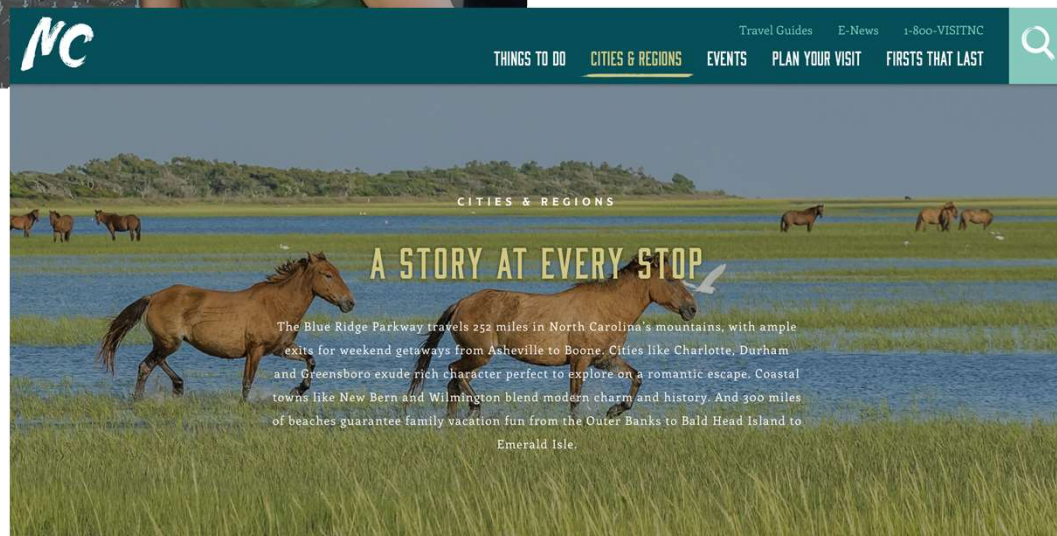 NC
Travel Guides E-News 1-800-VISITNC
THINGS TO DO CITIES & REGIONS EVENTS PLAN YOUR VISIT FIRSTS THAT LAST
CITIES & REGIONS
A STORY AT EVERY STOP
The Blue Ridge Parkway travels 252 miles in North Carolina's mountains, with ample
exits for weekend getaways from Asheville to Boone. Cities like Charlotte, Durham
and Greensboro exude rich character perfect to explore on a romantic escape. Coastal
towns like New Bern and Wilmington blend modern charm and history. And 300 miles
of beaches guarantee family vacation fun from the Outer Banks to Bald Head Island to
Emerald Isle.